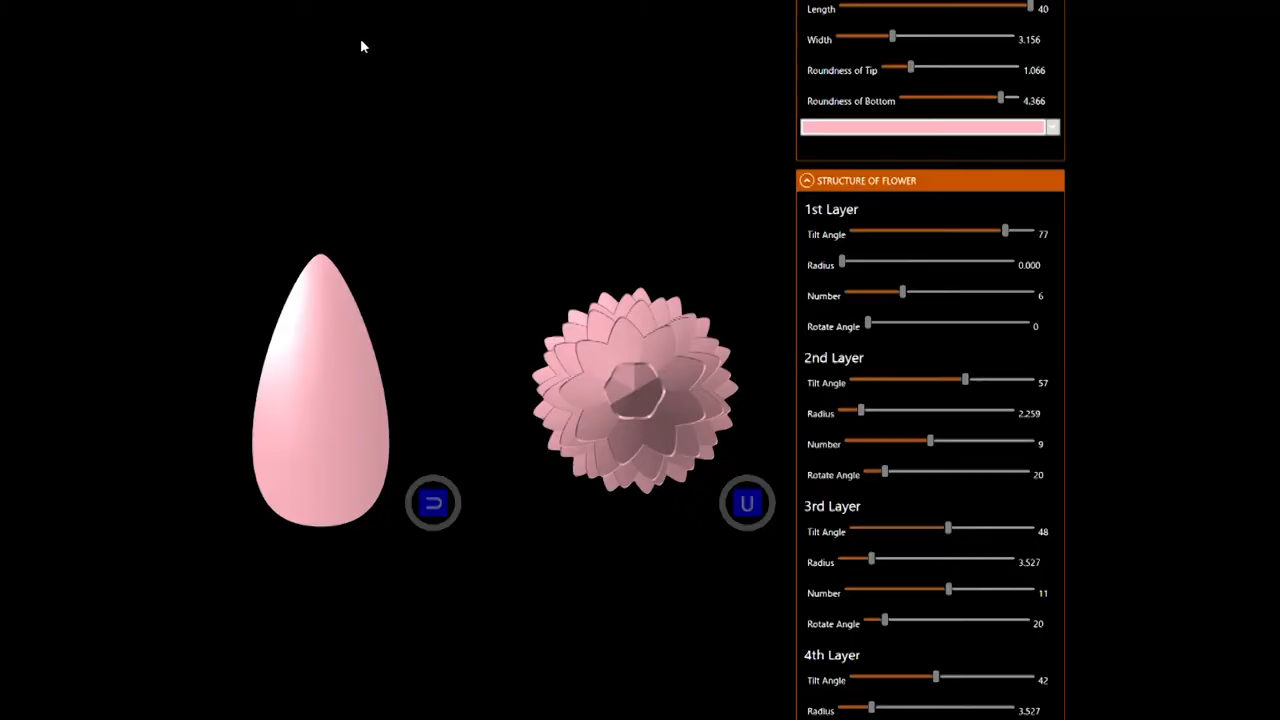 Length 40
Width 3.156
Roundness of Tip 1.066
Roundness of Bottom 4.366
STRUCTURE OF FLOWER
1st Layer
Tilt Angle 77
Radius 0.000
Number 6
Rotate Angle 0
2nd Layer
Tilt Angle 57
Radius 2.259
Number 9
Rotate Angle 20
3rd Layer
Tilt Angle 48
Radius 3.527
Number 11
Rotate Angle 20
4th Layer
Tilt Angle 42
Radius 3.527
U
U